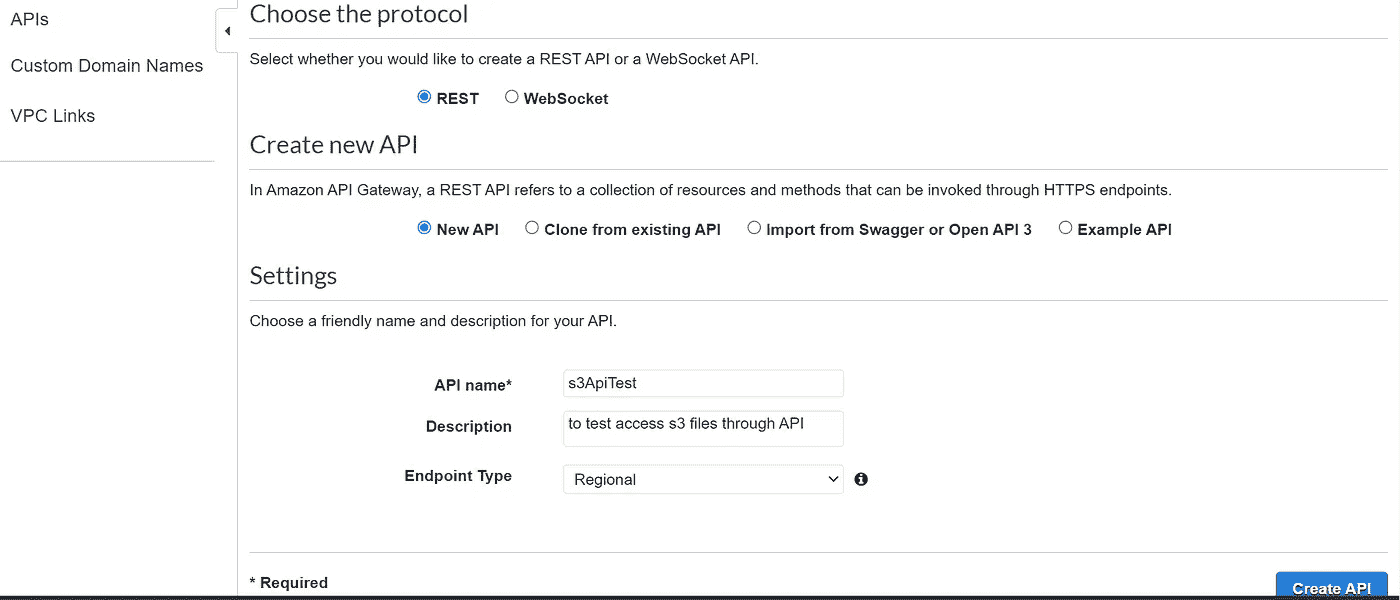 APIs
Custom Domain Names
VPC Links
Choose the protocol
Select whether you would like to create a REST API or a WebSocket API.
REST WebSocket
Create new API
In Amazon API Gateway, a REST API refers to a collection of resources and methods that can be invoked through HTTPS endpoints.
New API Clone from existing API Import from Swagger or Open API 3 Example API
Settings
Choose a friendly name and description for your API.
API name* s3ApiTest
Description to test access s3 files through API
Endpoint Type Regional
* Required Create API